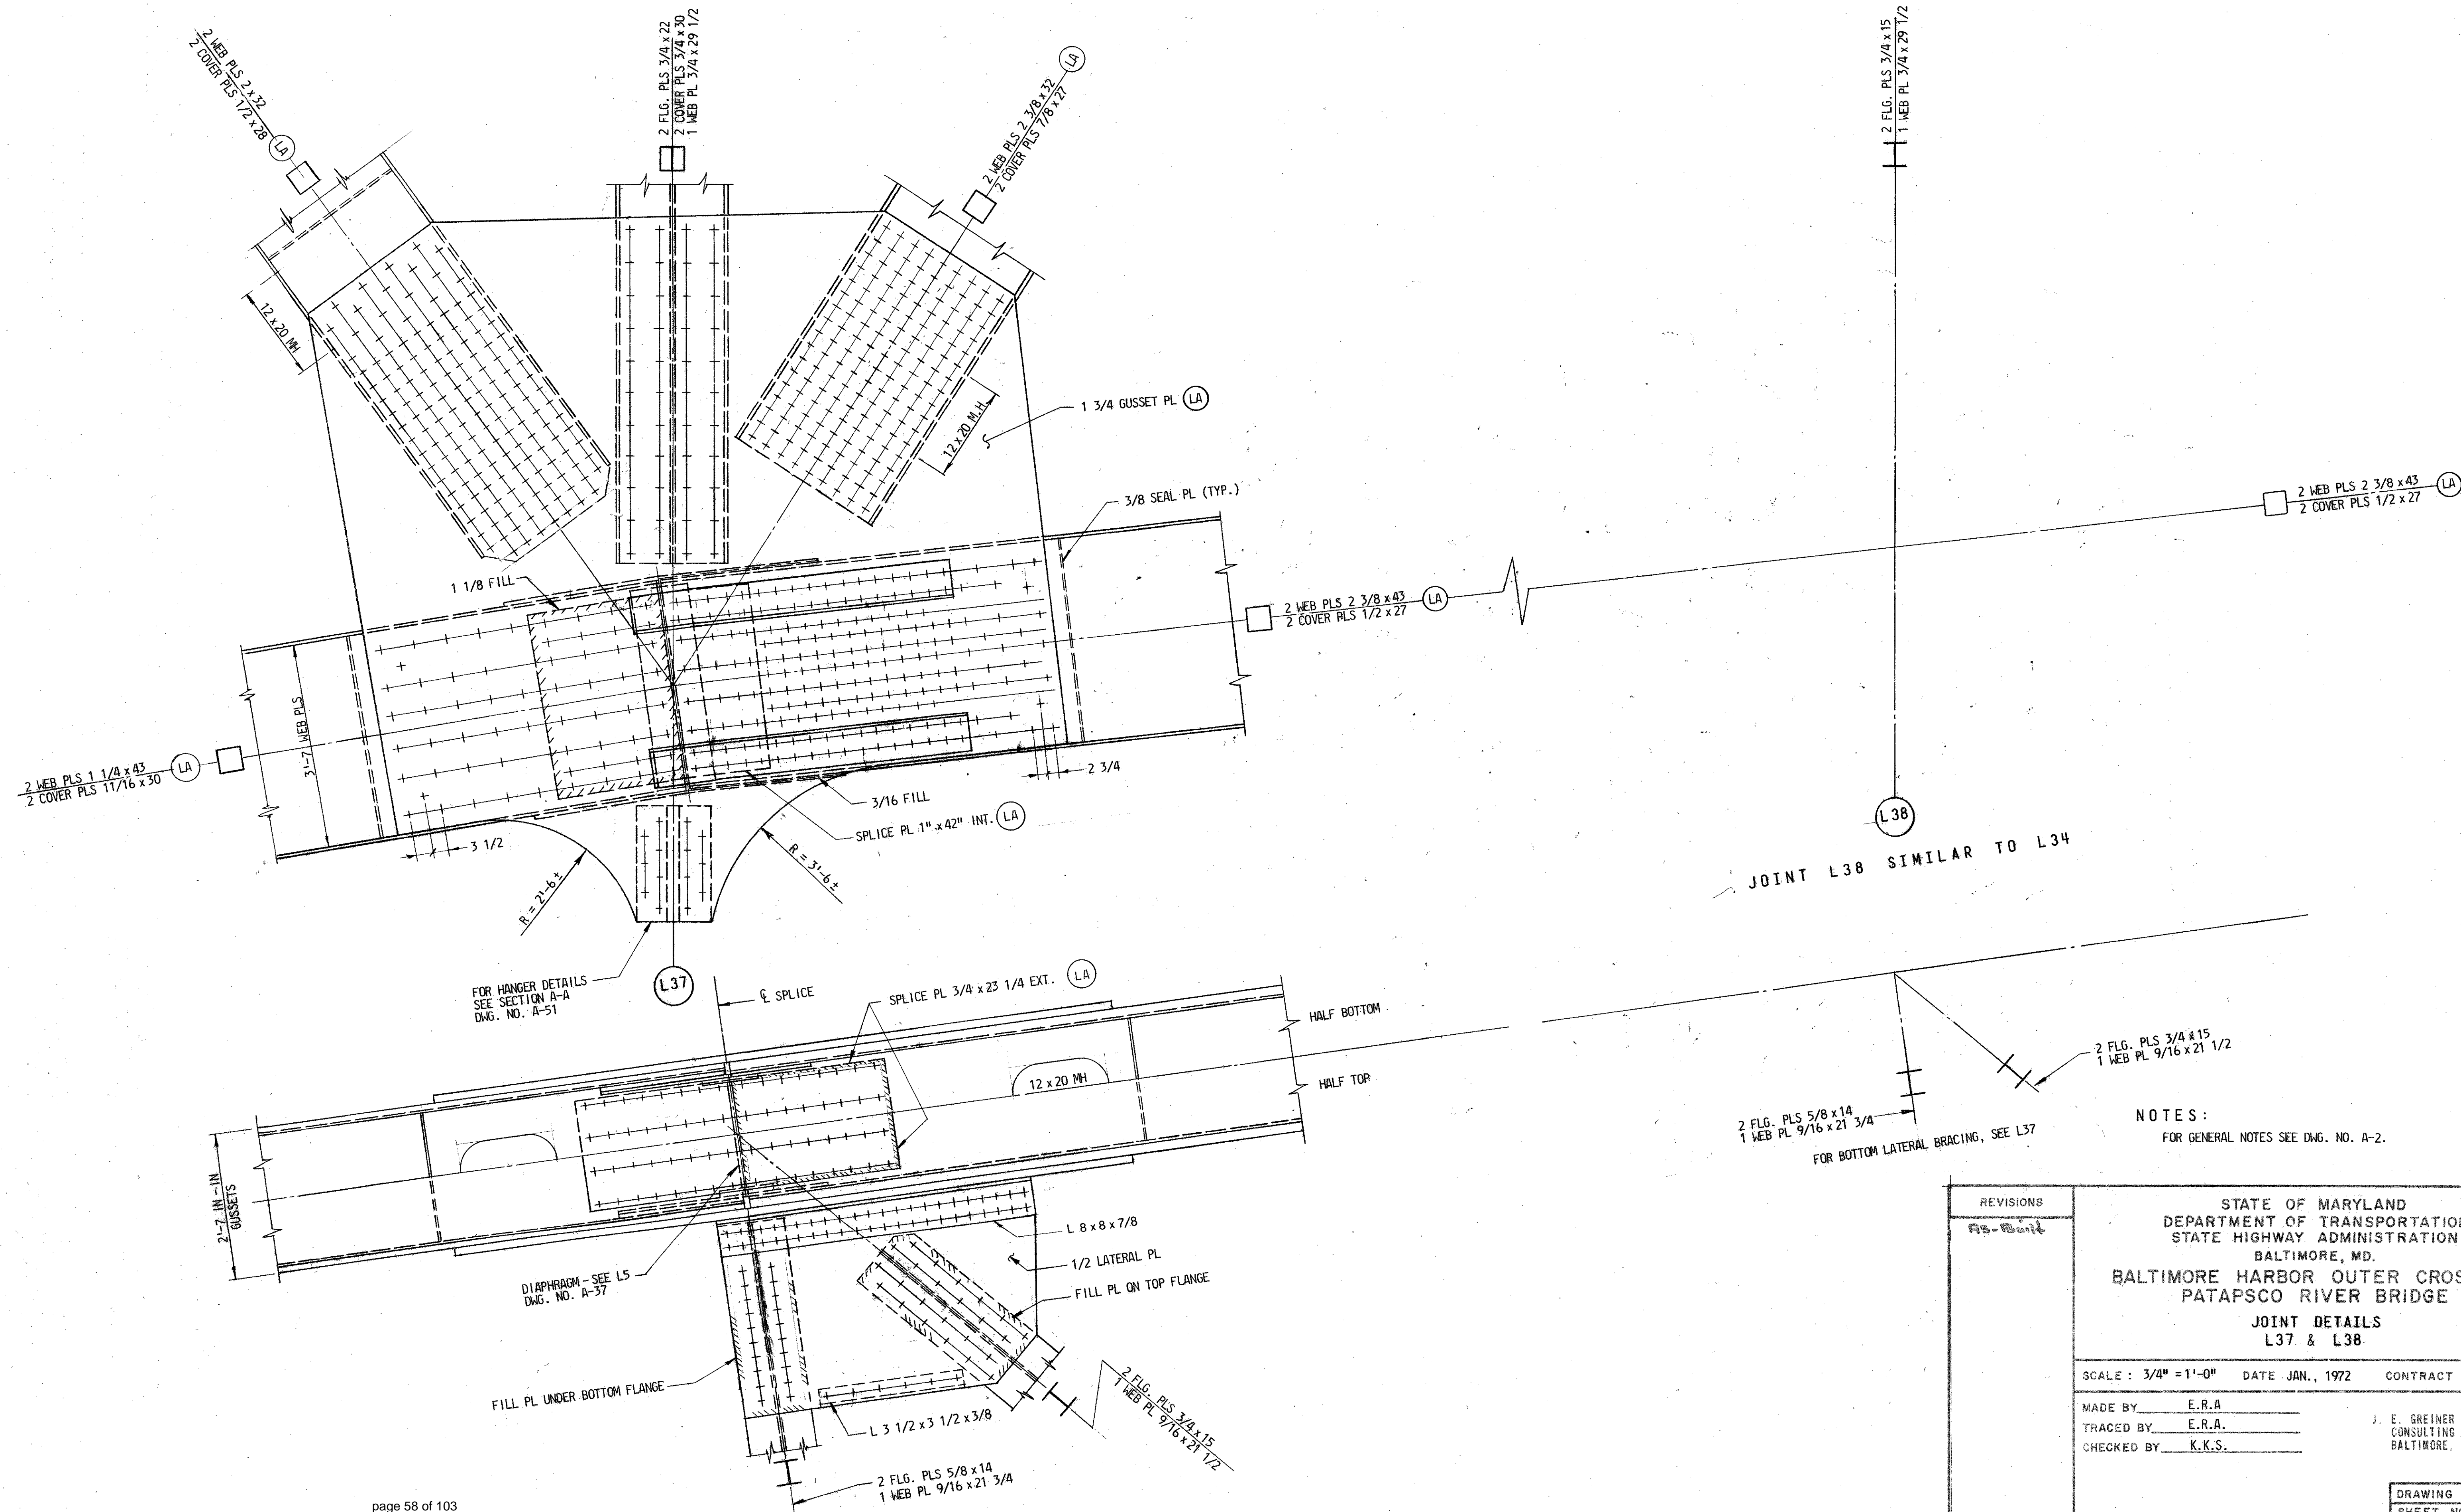 2 WEB PLS 2 x 32
2 COVER PLS 1/2 x 28
LA
2 FLG. PLS 3/4 x 22
2 COVER PLS 3/4 x 30
1 WEB PL 3/4 x 29 1/2
2 WEB PLS 2 3/8 x 32
2 COVER PLS 7/8 x 27
LA
2 FLG. PLS 3/4 x 15
1 WEB PL 3/4 x 29 1/2
12 x 20 MH
12 x 20 M.H.
1 3/4 GUSSET PL LA
3/8 SEAL PL (TYP.)
1 1/8 FILL
2 WEB PLS 2 3/8 x 43
2 COVER PLS 1/2 x 27
LA
2 WEB PLS 2 3/8 x 43
2 COVER PLS 1/2 x 27
LA
3'-7 WEB PLS
2 WEB PLS 1 1/4 x 43
2 COVER PLS 11/16 x 30
LA
2 3/4
3/16 FILL
SPLICE PL 1" x 42" INT. LA
3 1/2
R = 2'-6 ±
R = 3'-6 ±
L38
JOINT L38 SIMILAR TO L34
FOR HANGER DETAILS
SEE SECTION A-A
DWG. NO. A-51
L37
℄ SPLICE
SPLICE PL 3/4 x 23 1/4 EXT. LA
HALF BOTTOM
HALF TOP
12 x 20 MH
2'-7 IN-IN
GUSSETS
2 FLG. PLS 3/4 x 15
1 WEB PL 9/16 x 21 1/2
2 FLG. PLS 5/8 x 14
1 WEB PL 9/16 x 21 3/4
FOR BOTTOM LATERAL BRACING, SEE L37
NOTES:
FOR GENERAL NOTES SEE DWG. NO. A-2.
L 8 x 8 x 7/8
1/2 LATERAL PL
FILL PL ON TOP FLANGE
DIAPHRAGM - SEE L5
DWG. NO. A-37
FILL PL UNDER BOTTOM FLANGE
L 3 1/2 x 3 1/2 x 3/8
2 FLG. PLS 3/4 x 15
1 WEB PL 9/16 x 21 1/2
2 FLG. PLS 5/8 x 14
1 WEB PL 9/16 x 21 3/4
REVISIONS
As-Built
STATE OF MARYLAND
DEPARTMENT OF TRANSPORTATION
STATE HIGHWAY ADMINISTRATION
BALTIMORE, MD.
BALTIMORE HARBOR OUTER CROS
PATAPSCO RIVER BRIDGE
JOINT DETAILS
L37 & L38
SCALE : 3/4" = 1'-0" DATE JAN., 1972 CONTRACT
MADE BY E.R.A
TRACED BY E.R.A.
CHECKED BY K.K.S.
J. E. GREINER
CONSULTING
BALTIMORE,
DRAWING
SHEET N
page 58 of 103